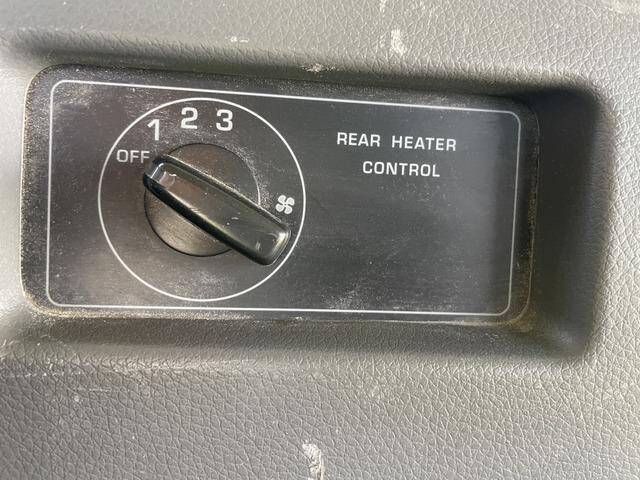 1 2 3
OFF
REAR HEATER
CONTROL